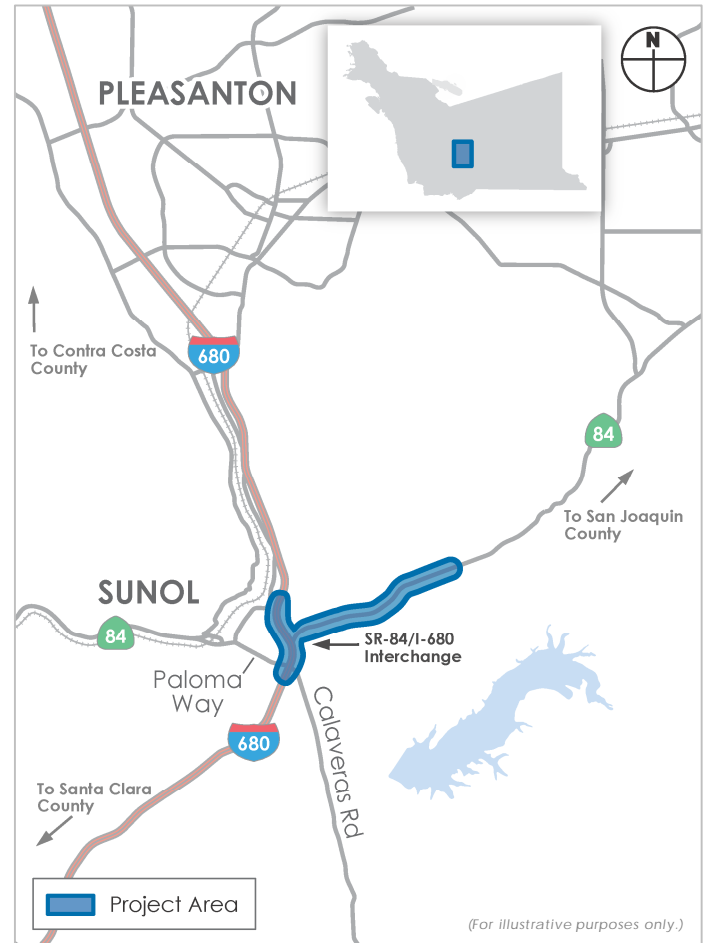 N
PLEASANTON
To Contra Costa
County
680
84
To San Joaquin
County
SUNOL
84
SR-84/I-680
Interchange
Paloma
Way
680
Calaveras Rd
To Santa Clara
County
Project Area
(For illustrative purposes only.)